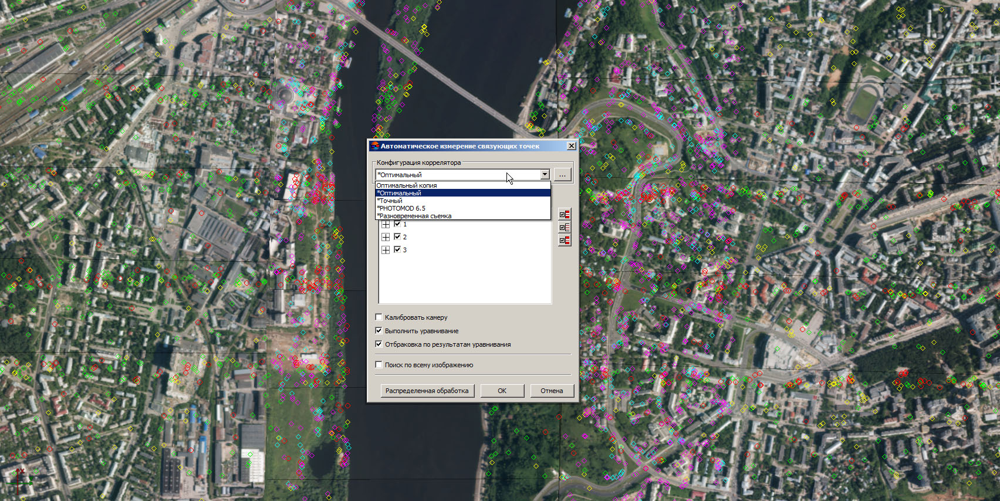 Автоматическое измерение связующих точек
Конфигурация коррелятора
*Оптимальный
...
Оптимальный копия
*Оптимальный
*Точный
*PHOTOMOD 6.5
*Разновременная съемка
1
2
3
Калибровать камеру
Выполнить уравнивание
Отбраковка по результатам уравнивания
Поиск по всему изображению
Распределенная обработка
OK
Отмена